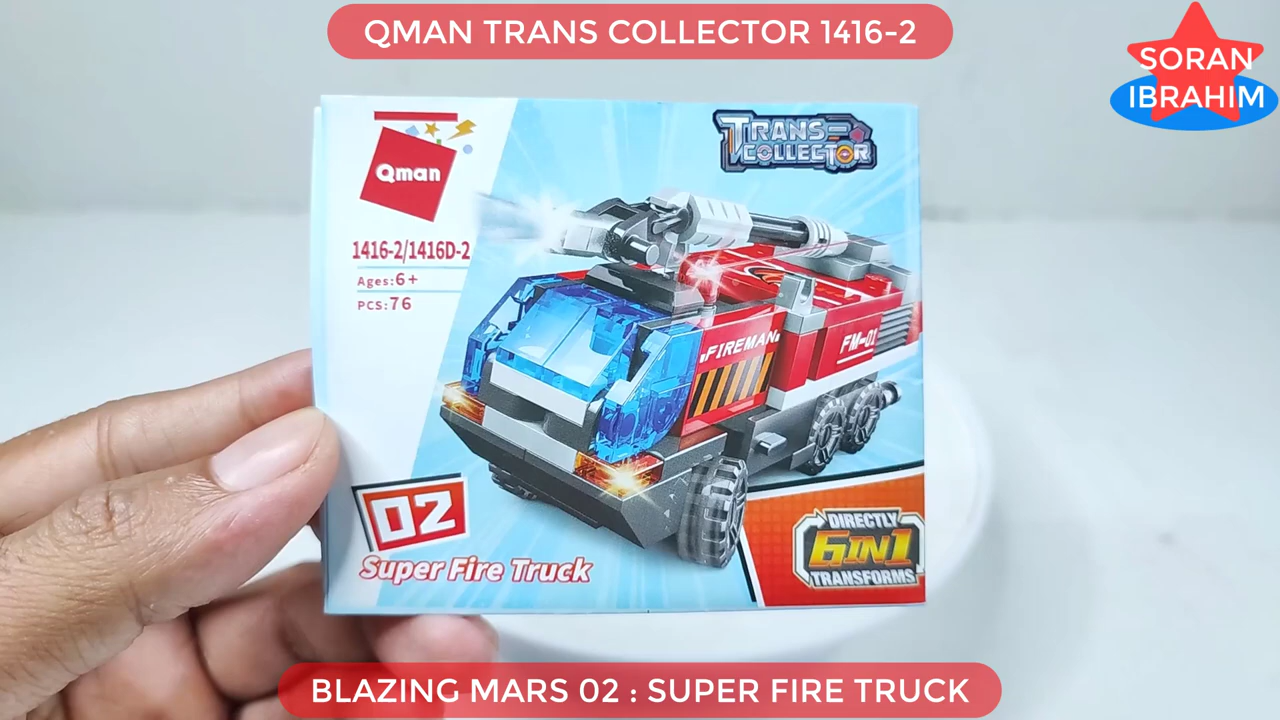 QMAN TRANS COLLECTOR 1416-2
SORAN
IBRAHIM
Qman
TRANS-
COLLECTOR
1416-2/1416D-2
Ages:6+
PCS:76
.FIREMAN.
FM-01
02
Super Fire Truck
DIRECTLY
6IN1
TRANSFORMS
BLAZING MARS 02 : SUPER FIRE TRUCK